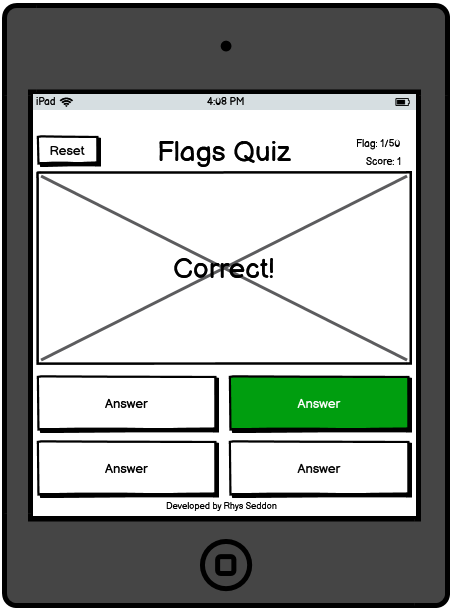 iPad 4:08 PM
Reset
Flags Quiz
Flag: 1/50
Score: 1
Correct!
Answer Answer
Answer Answer
Developed by Rhys Seddon